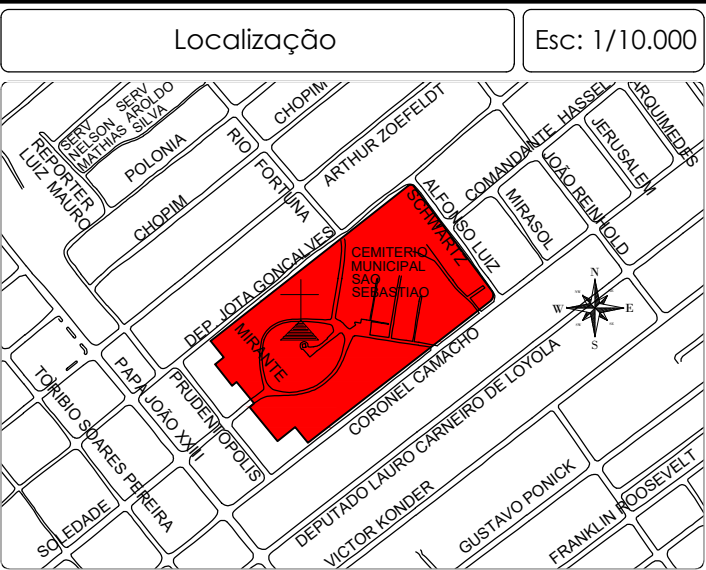 Localização
Esc: 1/10.000
SERV
NELSON SERV
MATHIAS AROLDO
SILVA
REPORTER
LUIZ MAURO
POLONIA
CHOPIM
RIO FORTUNA
CHOPIM
ARTHUR ZOEFELDT
COMANDANTE HASSEL
ARQUIMEDES
JERUSALEM
JOÃO REINHOLD
MIRASOL
ALFONSO LUIZ
SCHWARTZ
DEP. JOTA GONCALVES
CEMITERIO
MUNICIPAL
SAO
SEBASTIAO
MIRANTE
N
W
E
S
PRUDENTOPOLIS
PAPA JOÃO XXIII
TOIRIBIO SOARES PEREIRA
SOLEDADE
CORONEL CAMACHO
DEPUTADO LAURO CARNEIRO DE LOYOLA
VICTOR KONDER
GUSTAVO PONICK
FRANKLIN ROOSEVELT